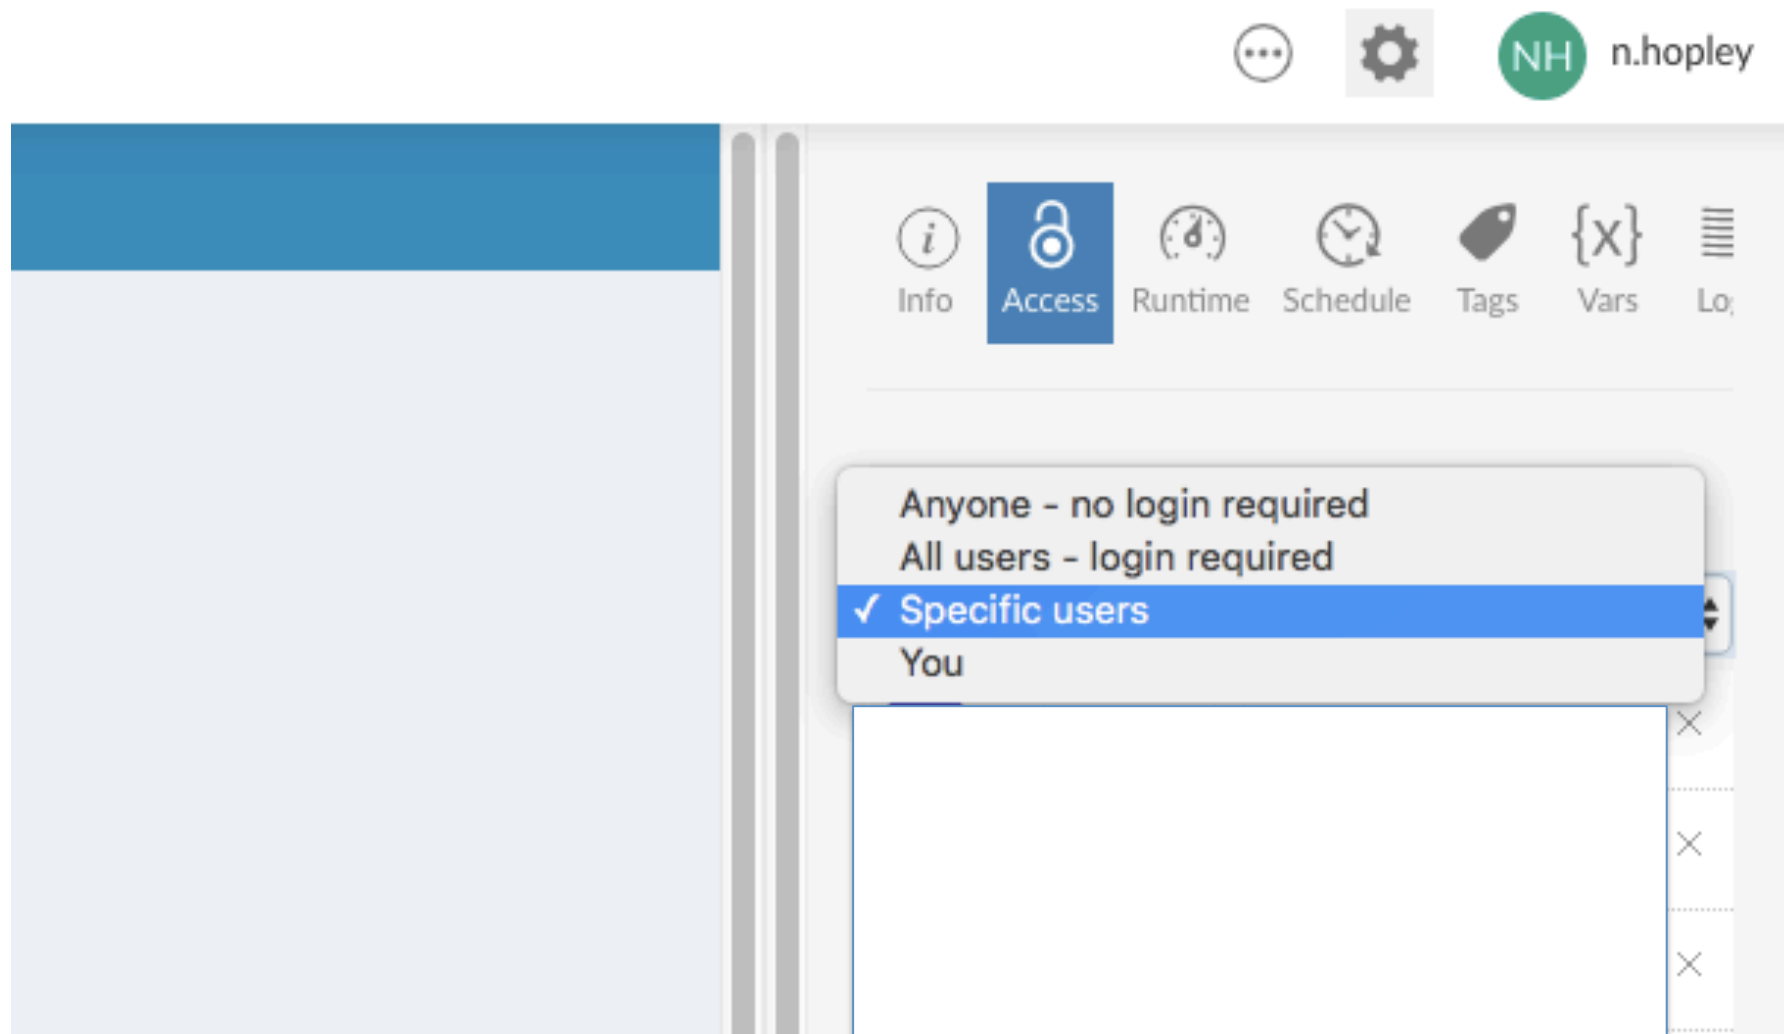 NH n.hopley
Info Access Runtime Schedule Tags Vars
{x}
Anyone - no login required
All users - login required
✓ Specific users
You